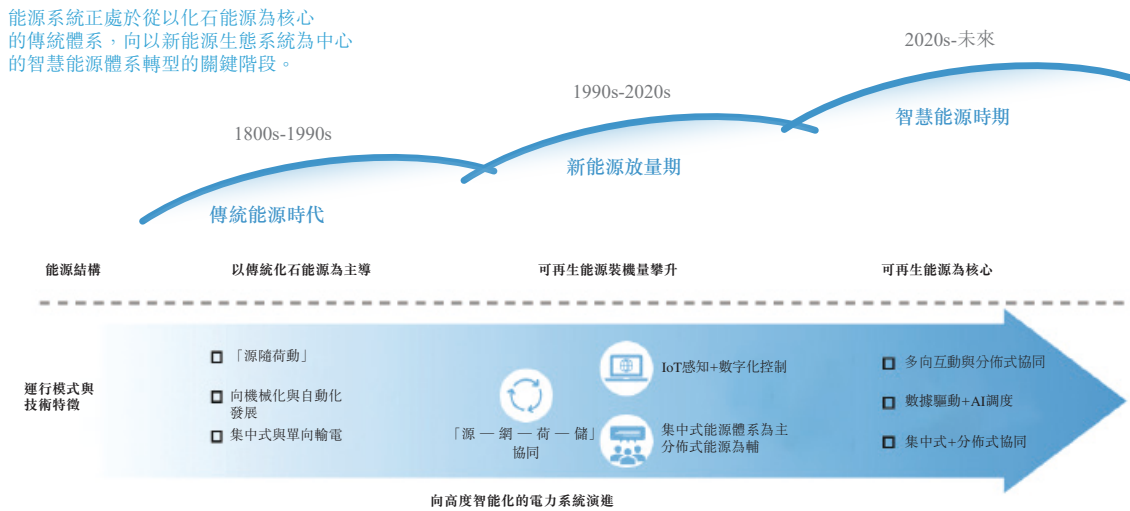 能源系統正處於從以化石能源為核心
的傳統體系，向以新能源生態系統為中心
的智慧能源體系轉型的關鍵階段。
1800s-1990s
1990s-2020s
2020s-未來
傳統能源時代
新能源放量期
智慧能源時期
能源結構
以傳統化石能源為主導
可再生能源裝機量攀升
可再生能源為核心
運行模式與
技術特徵
「源隨荷動」
向機械化與自動化
發展
集中式與單向輸電
「源 — 網 — 荷 — 儲」
協同
IoT感知+數字化控制
集中式能源體系為主
分佈式能源為輔
多向互動與分佈式協同
數據驅動+AI調度
集中式+分佈式協同
向高度智能化的電力系統演進